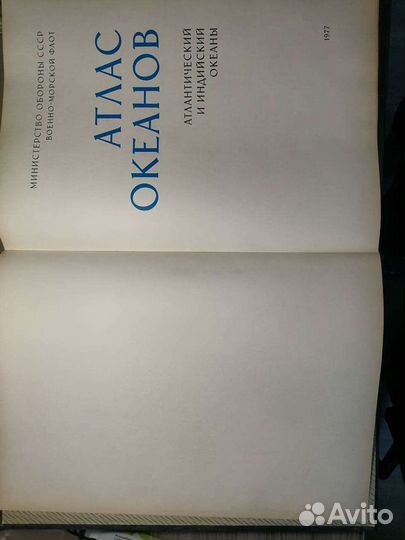 МИНИСТЕРСТВО ОБОРОНЫ СССР
ВОЕННО-МОРСКОЙ ФЛОТ
АТЛАС
ОКЕАНОВ
АТЛАНТИЧЕСКИЙ
И ИНДИЙСКИЙ
ОКЕАНЫ
1977
Avito